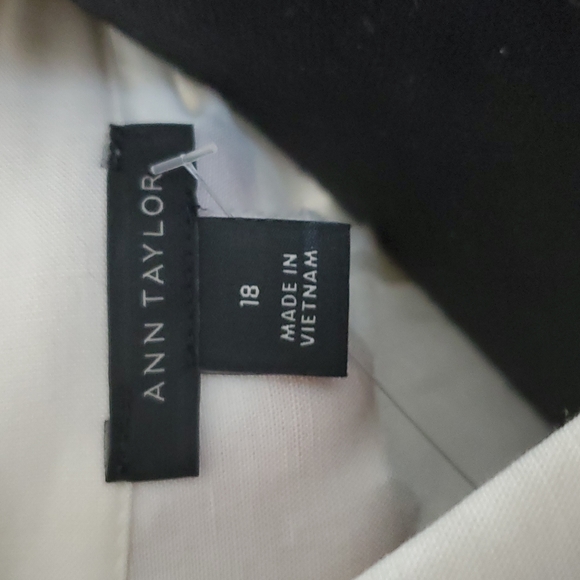 ANN TAYLOR
18
MADE IN
VIETNAM